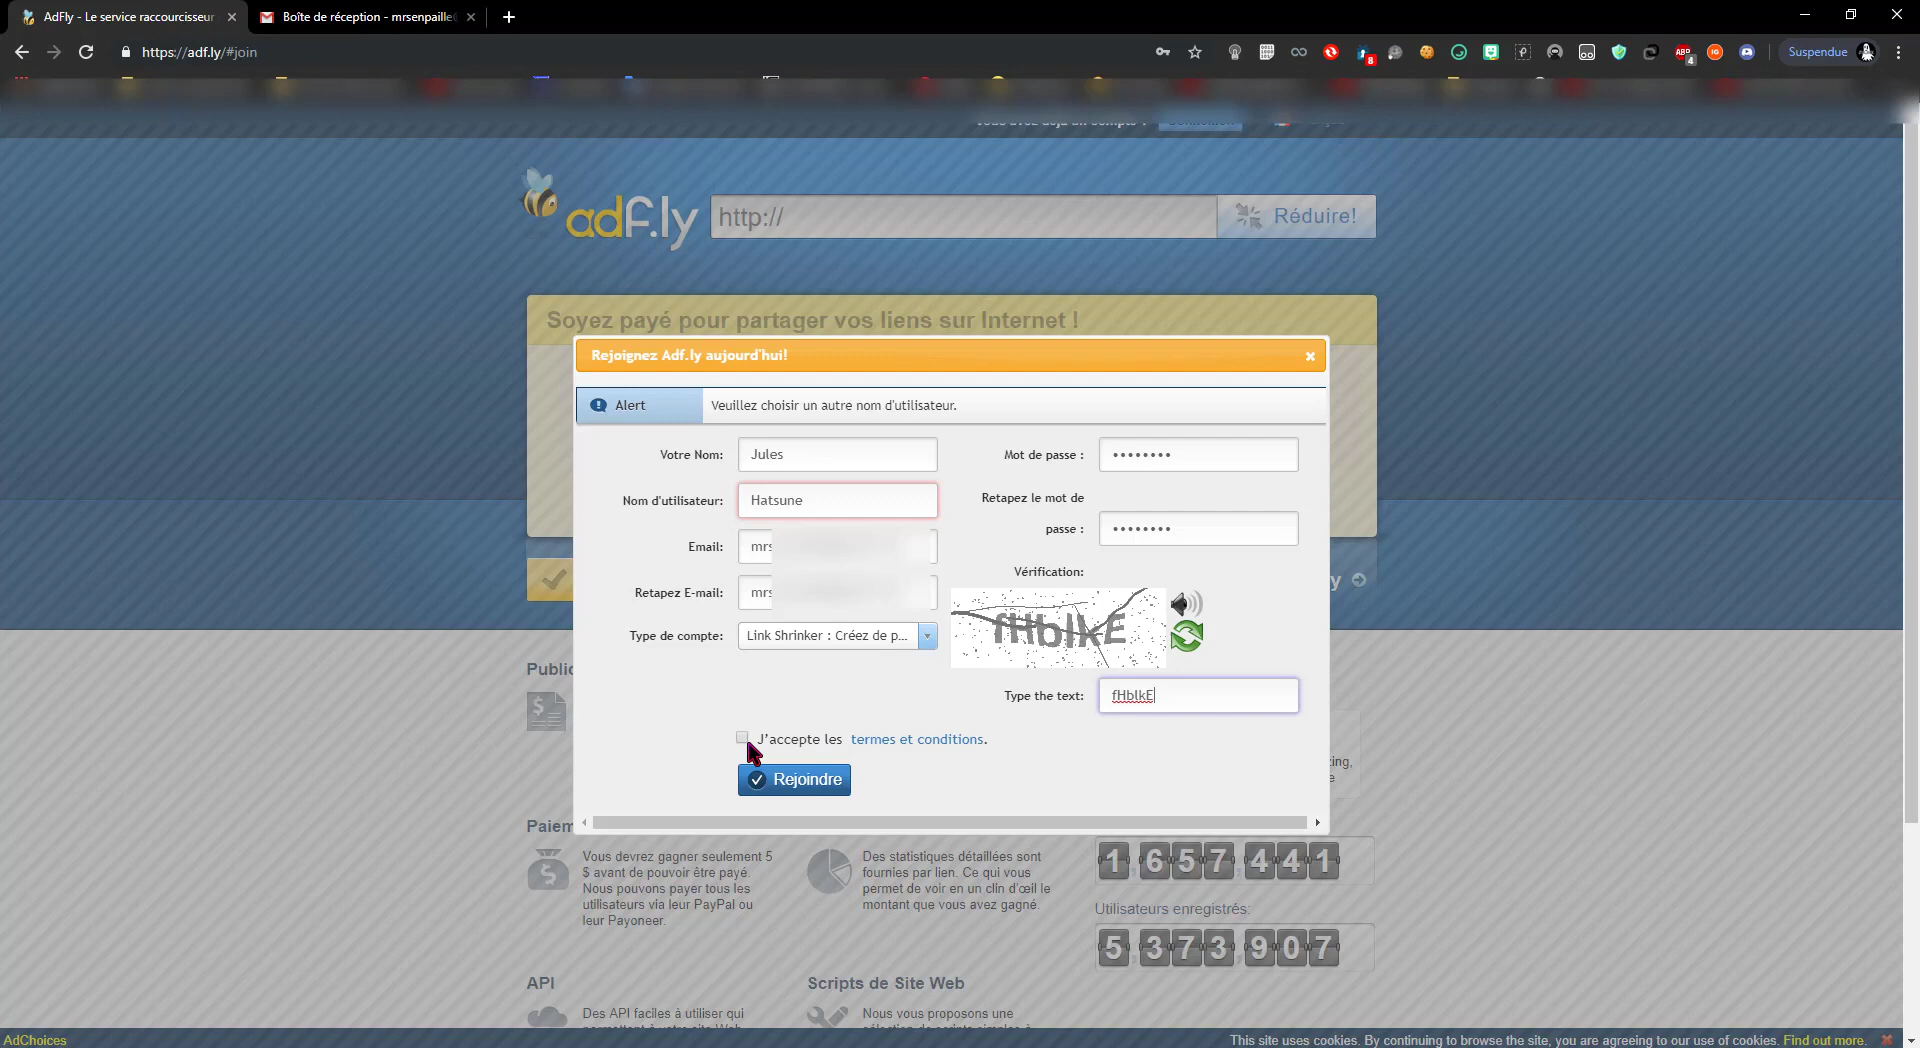 AdFly - Le service raccourcisseur
Boîte de réception - mrsenpaille
https://adf.ly/#join
8
ABP
4
Suspendue
adf.ly
http://
Réduire!
Soyez payé pour partager vos liens sur Internet !
Rejoignez Adf.ly aujourd'hui!
Alert
Veuillez choisir un autre nom d'utilisateur.
Votre Nom:
Jules
Mot de passe :
••••••••
Nom d'utilisateur:
Hatsune
Retapez le mot de
passe :
••••••••
Email:
mrs
Vérification:
Retapez E-mail:
mrs
fHblkE
Type de compte:
Link Shrinker : Créez de p...
Type the text:
fHblkE
J'accepte les termes et conditions.
Rejoindre
Public
Paiem
y
ing,
e
Vous devrez gagner seulement 5
$ avant de pouvoir être payé.
Nous pouvons payer tous les
utilisateurs via leur PayPal ou
leur Payoneer.
Des statistiques détaillées sont
fournies par lien. Ce qui vous
permet de voir en un clin d'œil le
montant que vous avez gagné.
1,657,441
Utilisateurs enregistrés:
5,373,907
API
Des API faciles à utiliser qui
Scripts de Site Web
Nous vous proposons une
AdChoices
This site uses cookies. By continuing to browse the site, you are agreeing to our use of cookies. Find out more.